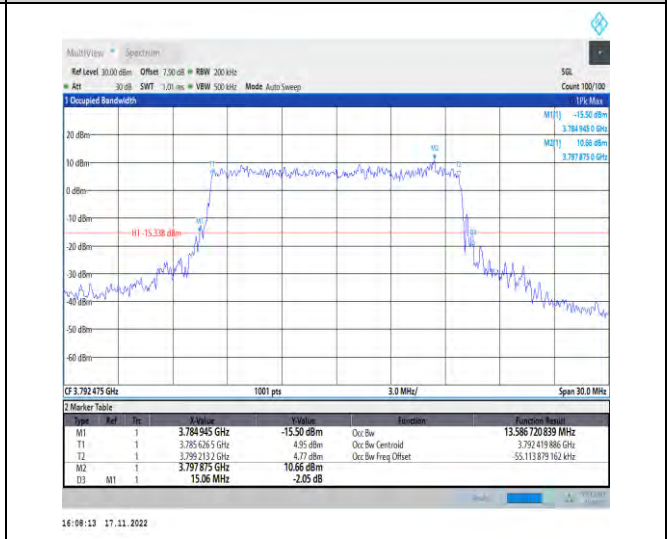 MultiView Spectrum
Ref Level 30.00 dBm Offset 7.90 dB RBW 200 kHz SGL
Att 30 dB SWT 1.01 ms VBW 500 kHz Mode Auto Sweep Count 100/100
1 Occupied Bandwidth 1Pk Max
M1[1] -15.50 dBm
3.784 945 0 GHz
M2[1] 10.66 dBm
3.797 875 0 GHz
20 dBm
10 dBm
0 dBm
-10 dBm
-20 dBm
-30 dBm
-40 dBm
-50 dBm
-60 dBm
M2
T1
T2
M1
H1 -15.338 dBm
CF 3.792 475 GHz 1001 pts 3.0 MHz/ Span 30.0 MHz
2 Marker Table
Type Ref Trc X-Value Y-Value Function Function Result
M1 1 3.784 945 GHz -15.50 dBm Occ Bw 13.586 720 839 MHz
T1 1 3.785 626 5 GHz 4.95 dBm Occ Bw Centroid 3.792 419 886 GHz
T2 1 3.799 213 2 GHz 4.77 dBm Occ Bw Freq Offset -55.113 879 162 kHz
M2 1 3.797 875 GHz 10.66 dBm
D3 M1 1 15.06 MHz -2.05 dB
16:08:13 17.11.2022